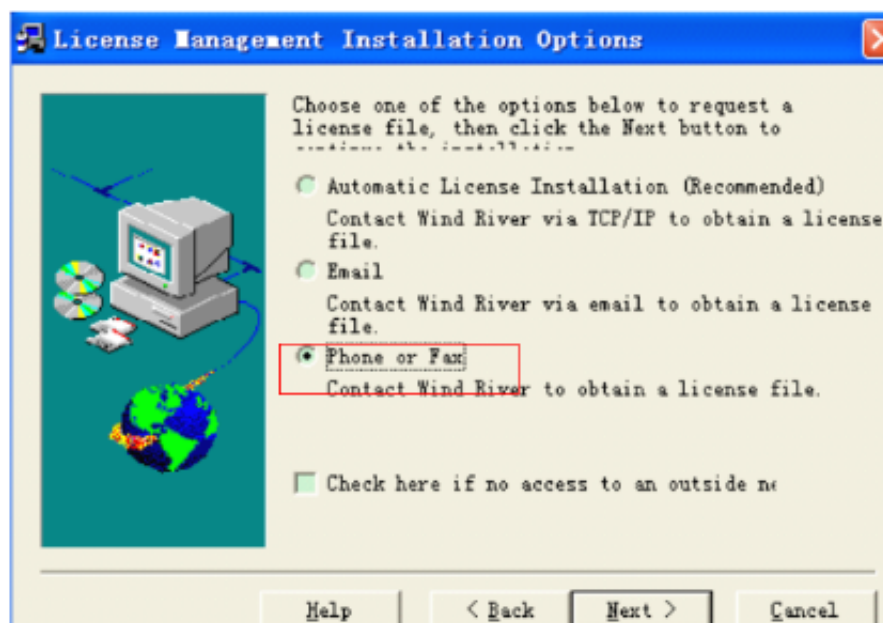 License Management Installation Options
Choose one of the options below to request a
license file, then click the Next button to
Automatic License Installation (Recommended)
Contact Wind River via TCP/IP to obtain a license
file.
Email
Contact Wind River via email to obtain a license
file.
Phone or Fax
Contact Wind River to obtain a license file.
Check here if no access to an outside
Help
< Back
Next >
Cancel